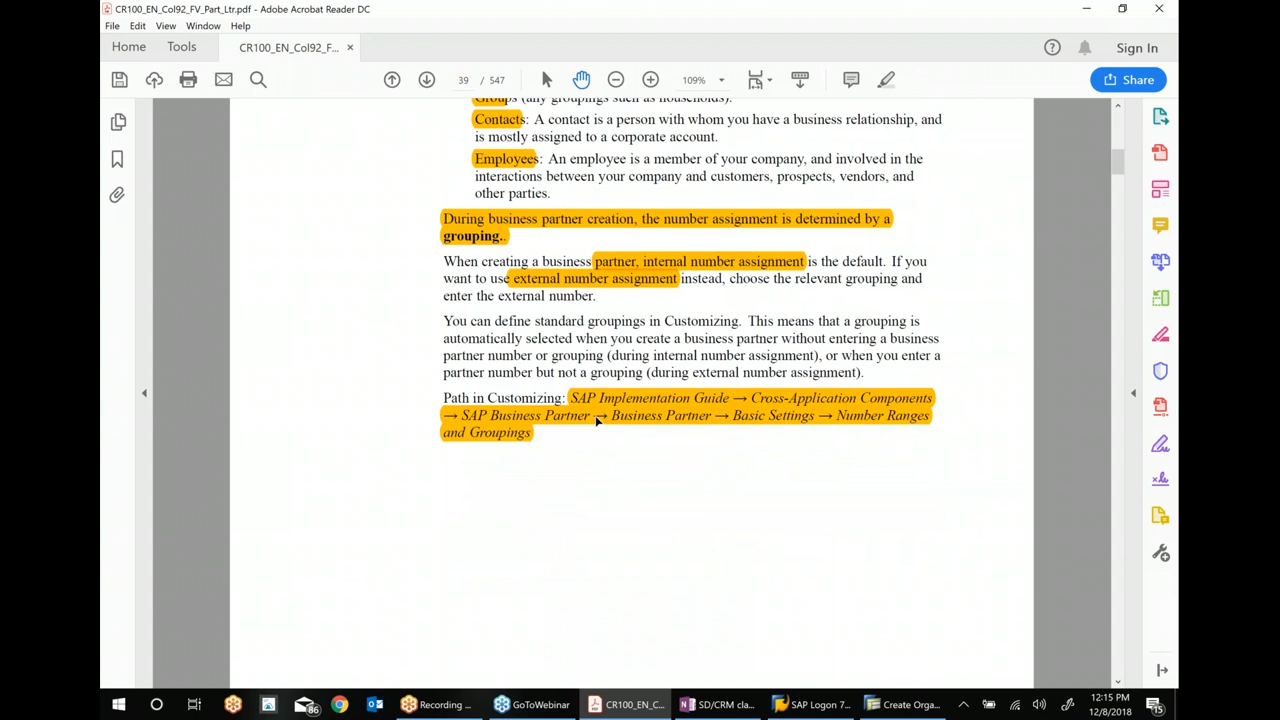 CR100_EN_Col92_FV_Part_Ltr.pdf - Adobe Acrobat Reader DC
File Edit View Window Help
Home Tools CR100_EN_Col92_F... × Sign In
39 / 547 109% Share
Groups (any groupings such as households).
Contacts: A contact is a person with whom you have a business relationship, and
is mostly assigned to a corporate account.
Employees: An employee is a member of your company, and involved in the
interactions between your company and customers, prospects, vendors, and
other parties.
During business partner creation, the number assignment is determined by a
grouping..
When creating a business partner, internal number assignment is the default. If you
want to use external number assignment instead, choose the relevant grouping and
enter the external number.
You can define standard groupings in Customizing. This means that a grouping is
automatically selected when you create a business partner without entering a business
partner number or grouping (during internal number assignment), or when you enter a
partner number but not a grouping (during external number assignment).
Path in Customizing: SAP Implementation Guide → Cross-Application Components
→ SAP Business Partner → Business Partner → Basic Settings → Number Ranges
and Groupings
86 Recording ... GoToWebinar CR100_EN_C... SD/CRM cla... SAP Logon 7... Create Orga... 12:15 PM
12/8/2018 15